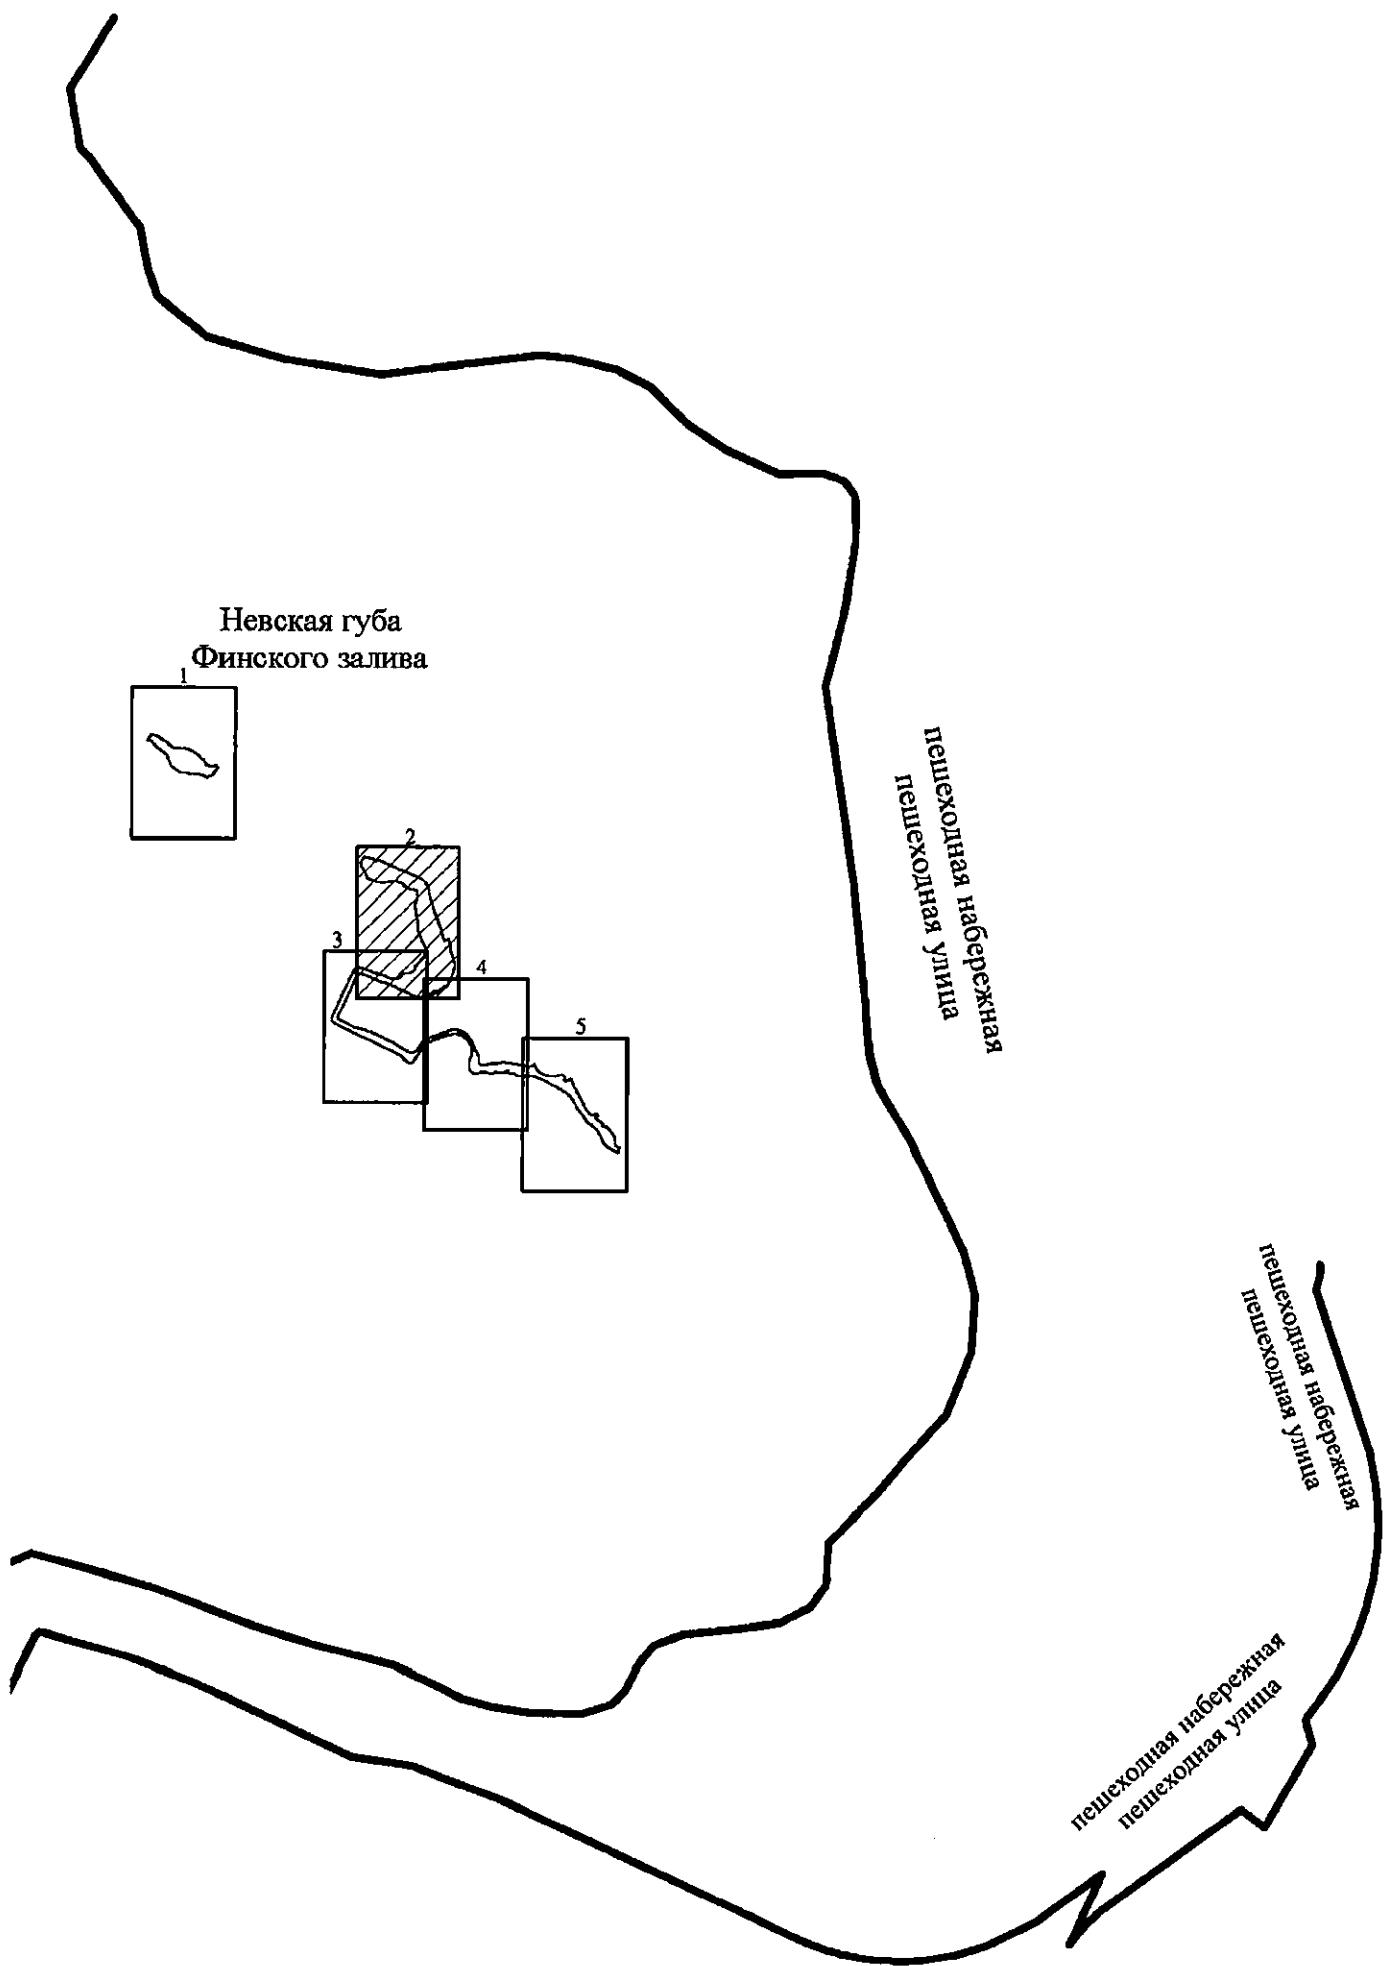 Невская губа
Финского залива
1
2
3
4
5
пешеходная набережная
пешеходная улица
пешеходная набережная
пешеходная улица
пешеходная набережная
пешеходная улица